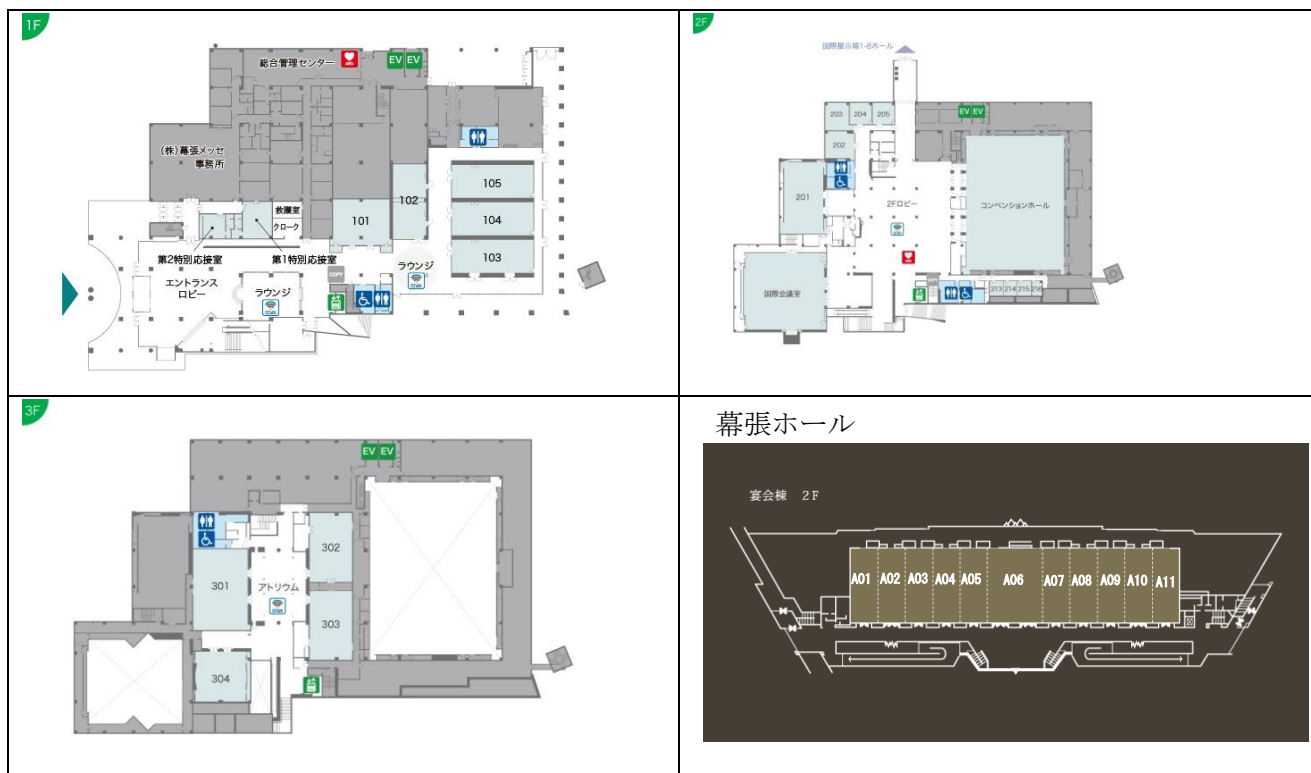 1F
総合管理センター
AED
EV EV
(株)幕張メッセ
事務所
105
102
104
101
救護室
クローク
103
第2特別応接室
第1特別応接室
ラウンジ
COPY
エントランス
ロビー
ラウンジ
2F
国際展示場1-8ホール
203 204 205
EV EV
202
201
2Fロビー
コンベンションホール
国際会議室
213 214 215 216
3F
EV EV
302
301
アトリウム
303
304
幕張ホール
宴会棟 2F
A01 A02 A03 A04 A05 A06 A07 A08 A09 A10 A11